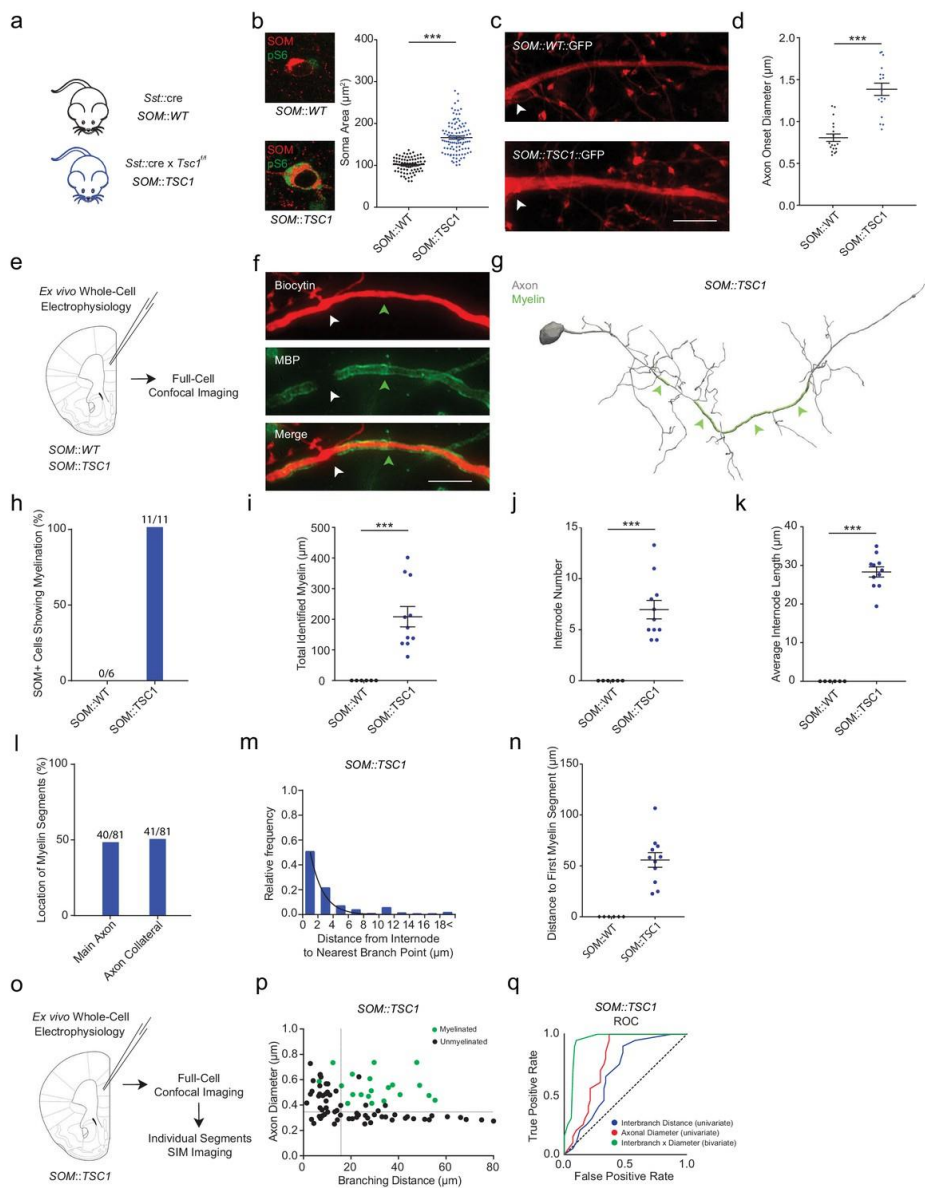 a
Sst::cre
SOM::WT
Sst::cre x Tsc1f/f
SOM::TSC1
b
SOM
pS6
SOM::WT
SOM
pS6
SOM::TSC1
***
Soma Area (µm²)
400
300
200
100
0
SOM::WT
SOM::TSC1
c
SOM::WT::GFP
SOM::TSC1::GFP
d
***
Axon Onset Diameter (µm)
2.0
1.5
1.0
0.5
0.0
SOM::WT
SOM::TSC1
e
Ex vivo Whole-Cell
Electrophysiology
Full-Cell
Confocal Imaging
SOM::WT
SOM::TSC1
f
Biocytin
MBP
Merge
g
Axon
Myelin
SOM::TSC1
h
SOM+ Cells Showing Myelination (%)
100
50
0
0/6
11/11
SOM::WT
SOM::TSC1
i
***
Total Identified Myelin (µm)
500
400
300
200
100
0
SOM::WT
SOM::TSC1
j
***
Internode Number
15
10
5
0
SOM::WT
SOM::TSC1
k
***
Average Internode Length (µm)
40
30
20
10
0
SOM::WT
SOM::TSC1
l
Location of Myelin Segments (%)
100
50
0
40/81
41/81
Main Axon
Axon Collateral
m
SOM::TSC1
Relative frequency
1.0
0.8
0.6
0.4
0.2
0.0
0 2 4 6 8 10 12 14 16 18<
Distance from Internode
to Nearest Branch Point (µm)
n
Distance to First Myelin Segment (µm)
150
100
50
0
SOM::WT
SOM::TSC1
o
Ex vivo Whole-Cell
Electrophysiology
Full-Cell
Confocal Imaging
Individual Segments
SIM Imaging
SOM::TSC1
p
SOM::TSC1
Myelinated
Unmyelinated
Axon Diameter (µm)
1.0
0.8
0.6
0.4
0.2
0.0
0 20 40 60 80
Branching Distance (µm)
q
SOM::TSC1
ROC
True Positive Rate
1.0
0.5
0.0
0.5 1.0
Interbranch Distance (univariate)
Axonal Diameter (univariate)
Interbranch x Diameter (bivariate)
False Positive Rate